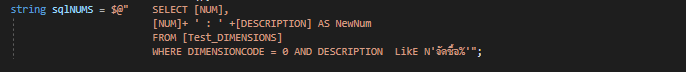 string sqlNUMS = $@"    SELECT [NUM],
[NUM]+ ' : ' +[DESCRIPTION] AS NewNum
FROM [Test_DIMENSIONS]
WHERE DIMENSIONCODE = 0 AND DESCRIPTION  LikE N'จัดซื้อ%'";